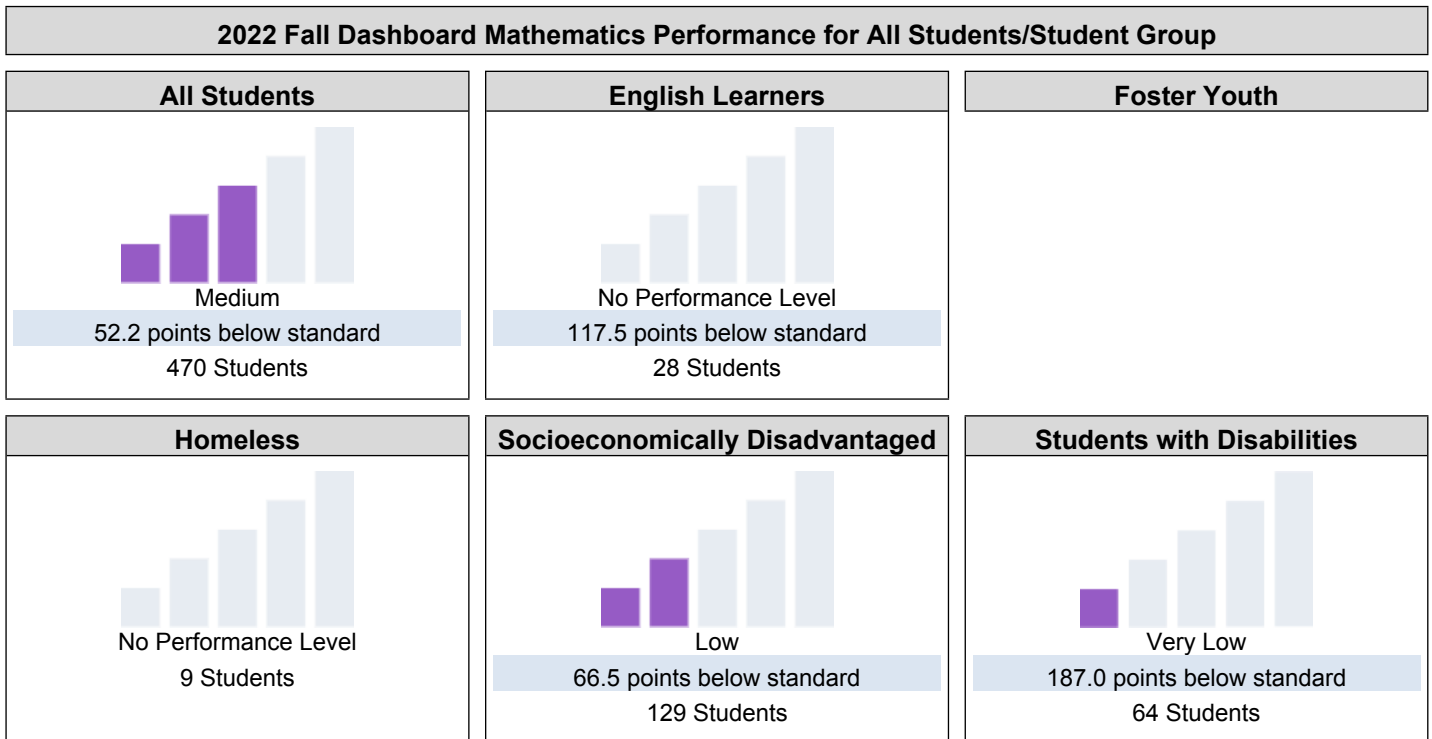 2022 Fall Dashboard Mathematics Performance for All Students/Student Group
All Students
Medium
52.2 points below standard
470 Students
English Learners
No Performance Level
117.5 points below standard
28 Students
Foster Youth
Homeless
No Performance Level
9 Students
Socioeconomically Disadvantaged
Low
66.5 points below standard
129 Students
Students with Disabilities
Very Low
187.0 points below standard
64 Students